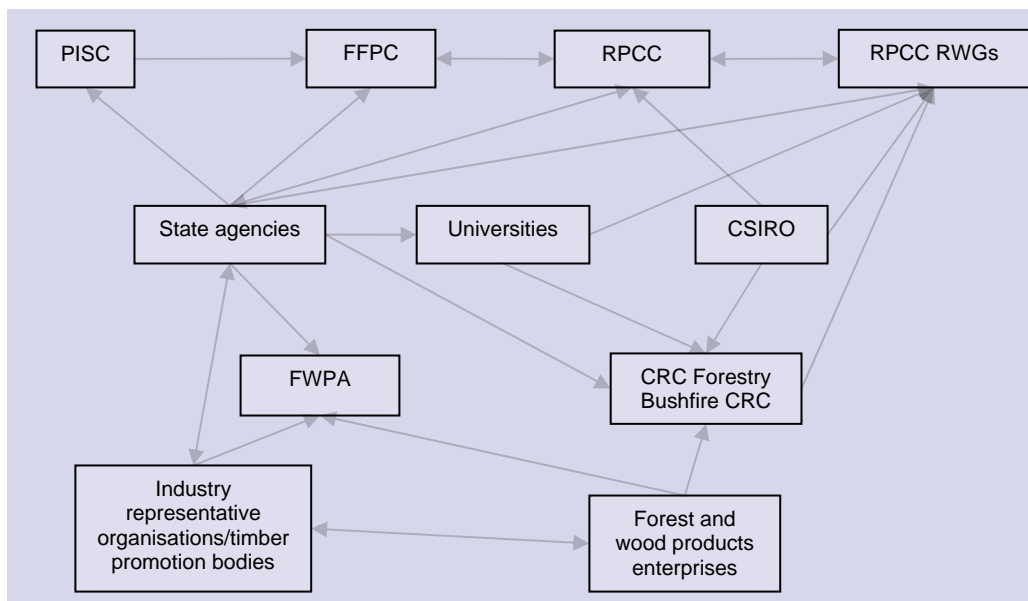 PISC
FFPC
RPCC
RPCC RWGs
State agencies
Universities
CSIRO
FWPA
CRC Forestry
Bushfire CRC
Industry
representative
organisations/timber
promotion bodies
Forest and
wood products
enterprises